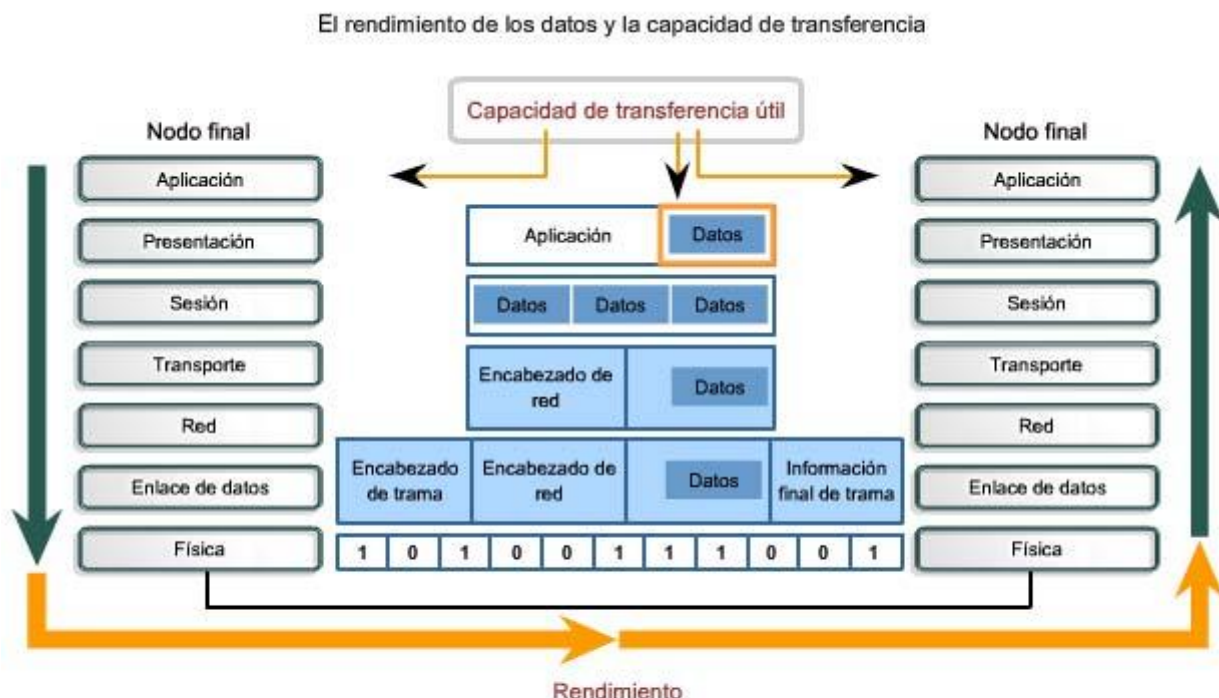 El rendimiento de los datos y la capacidad de transferencia
Capacidad de transferencia útil
Nodo final
Aplicación
Presentación
Sesión
Transporte
Red
Enlace de datos
Física
Aplicación
Datos
Datos
Datos
Datos
Encabezado de
red
Datos
Encabezado
de trama
Encabezado de
red
Datos
Información
final de trama
1 0 1 0 0 1 1 1 0 0 1
Nodo final
Aplicación
Presentación
Sesión
Transporte
Red
Enlace de datos
Física
Rendimiento